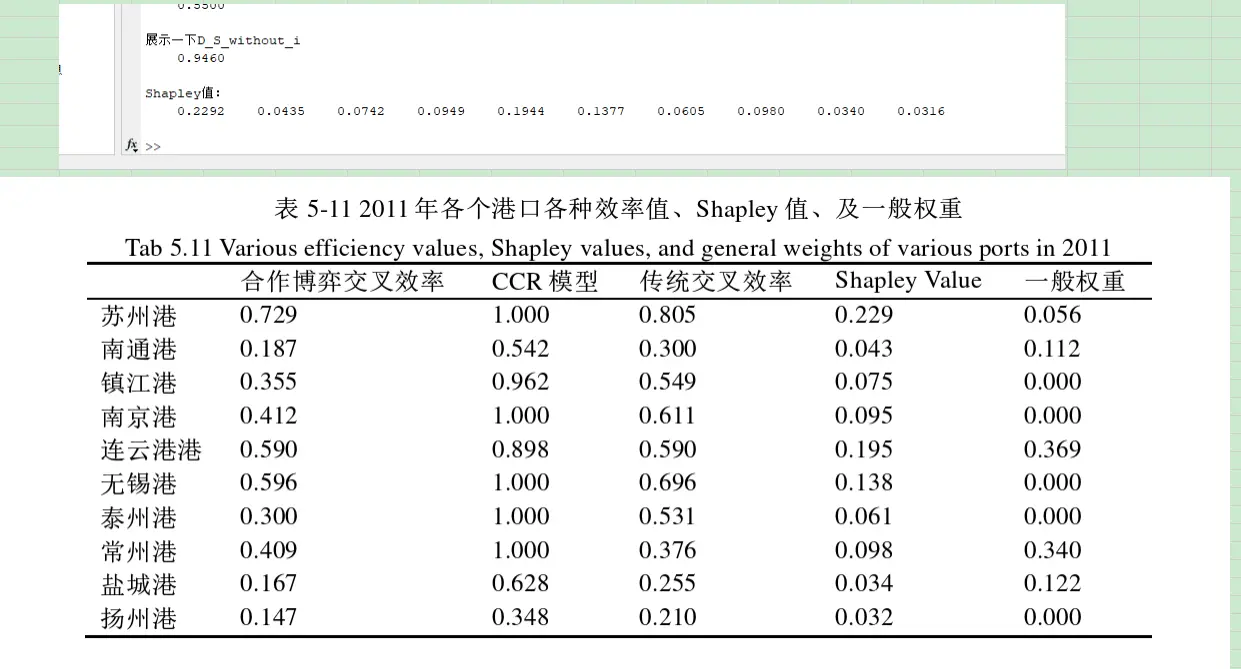 0.5500
展示一下D_S_without_i
0.9460
Shapley值：
0.2292 0.0435 0.0742 0.0949 0.1944 0.1377 0.0605 0.0980 0.0340 0.0316
fx >>
表 5-11 2011 年各个港口各种效率值、Shapley 值、及一般权重
Tab 5.11 Various efficiency values, Shapley values, and general weights of various ports in 2011
合作博弈交叉效率 CCR 模型 传统交叉效率 Shapley Value 一般权重
苏州港 0.729 1.000 0.805 0.229 0.056
南通港 0.187 0.542 0.300 0.043 0.112
镇江港 0.355 0.962 0.549 0.075 0.000
南京港 0.412 1.000 0.611 0.095 0.000
连云港港 0.590 0.898 0.590 0.195 0.369
无锡港 0.596 1.000 0.696 0.138 0.000
泰州港 0.300 1.000 0.531 0.061 0.000
常州港 0.409 1.000 0.376 0.098 0.340
盐城港 0.167 0.628 0.255 0.034 0.122
扬州港 0.147 0.348 0.210 0.032 0.000